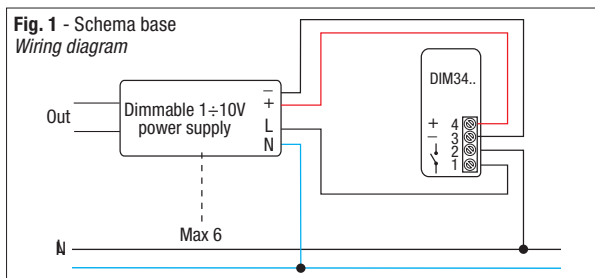 Fig. 1 - Schema base
Wiring diagram
Out
Dimmable 1÷10V
power supply
−
+
L
N
DIM34..
+ 4
− 3
2
1
Max 6
N